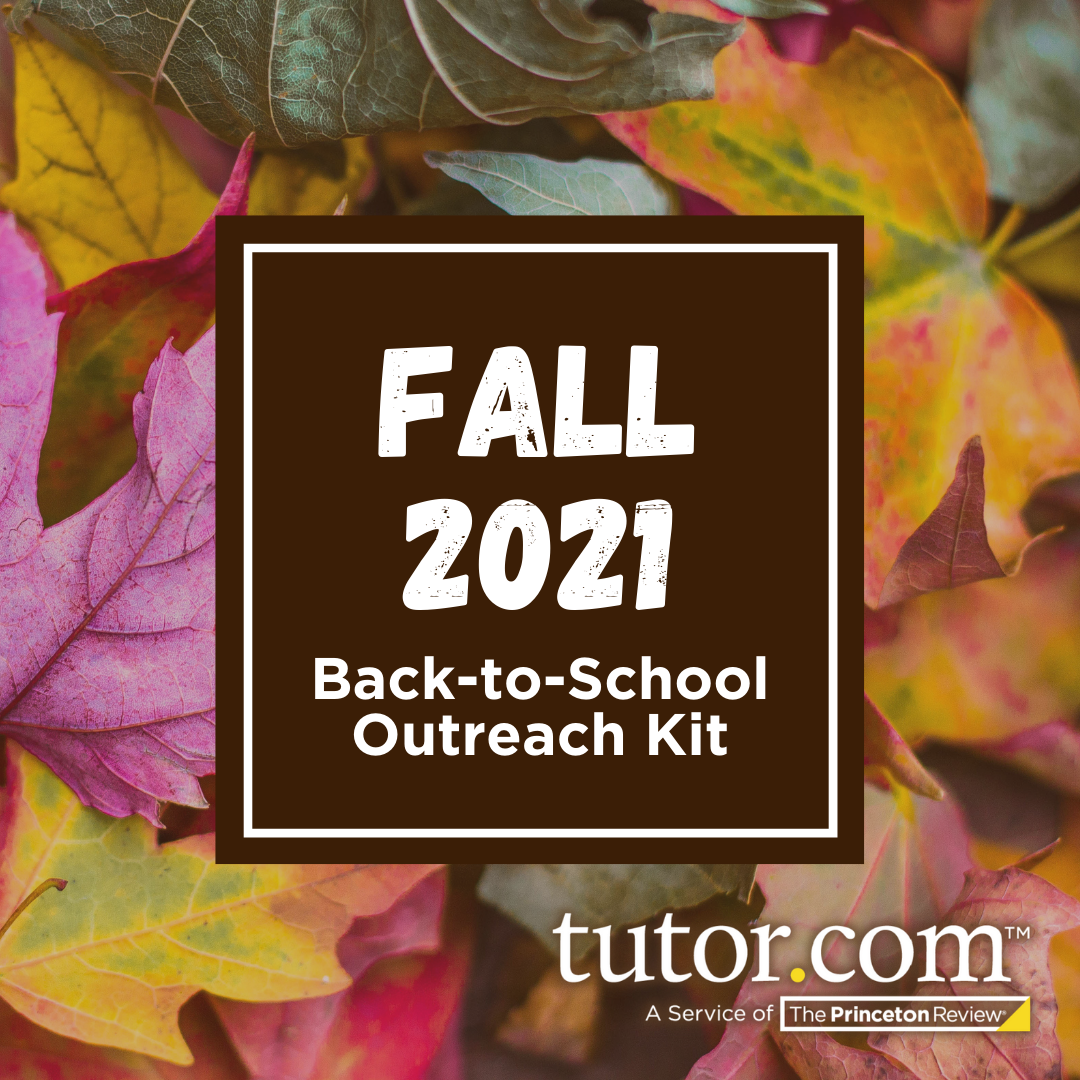 FALL
2021
Back-to-School
Outreach Kit
tutor.com™
A Service of The Princeton Review®